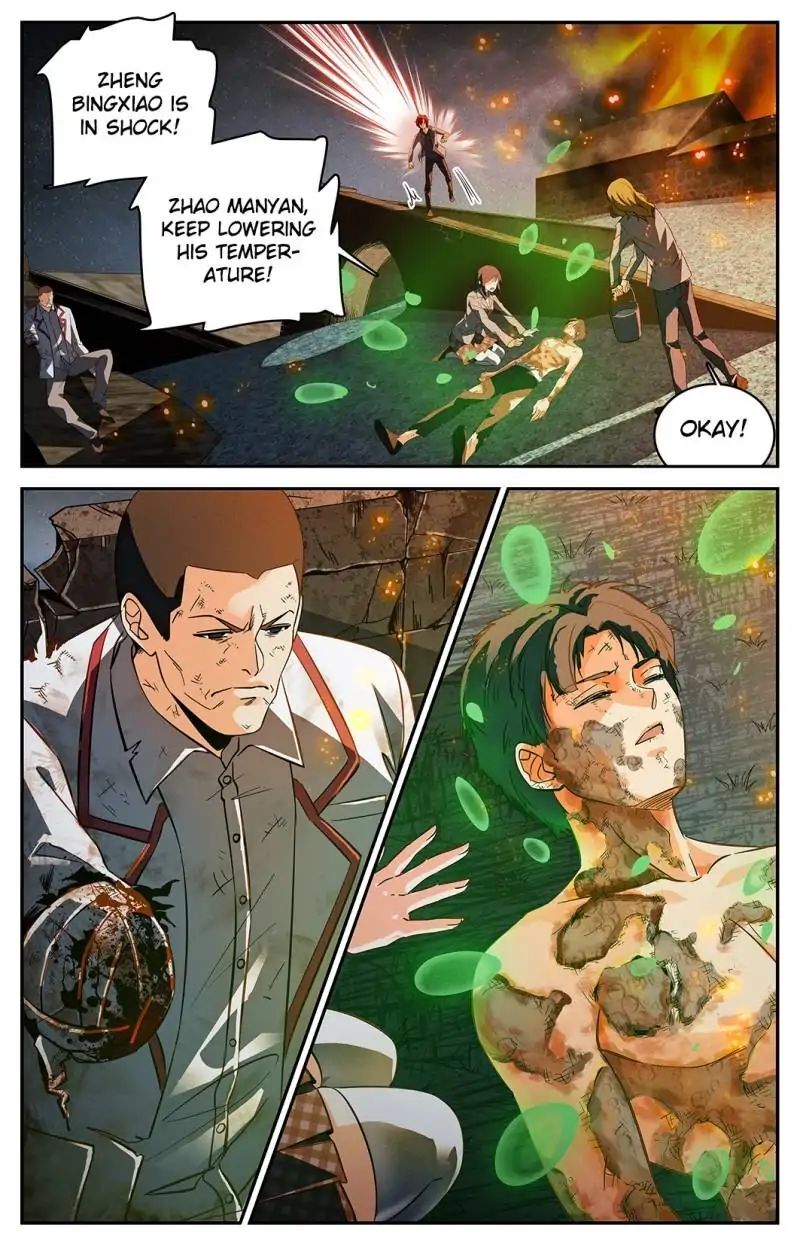 ZHENG
BINGXIAO IS
IN SHOCK!
ZHAO MANYAN,
KEEP LOWERING
HIS TEMPER-
ATURE!
OKAY!